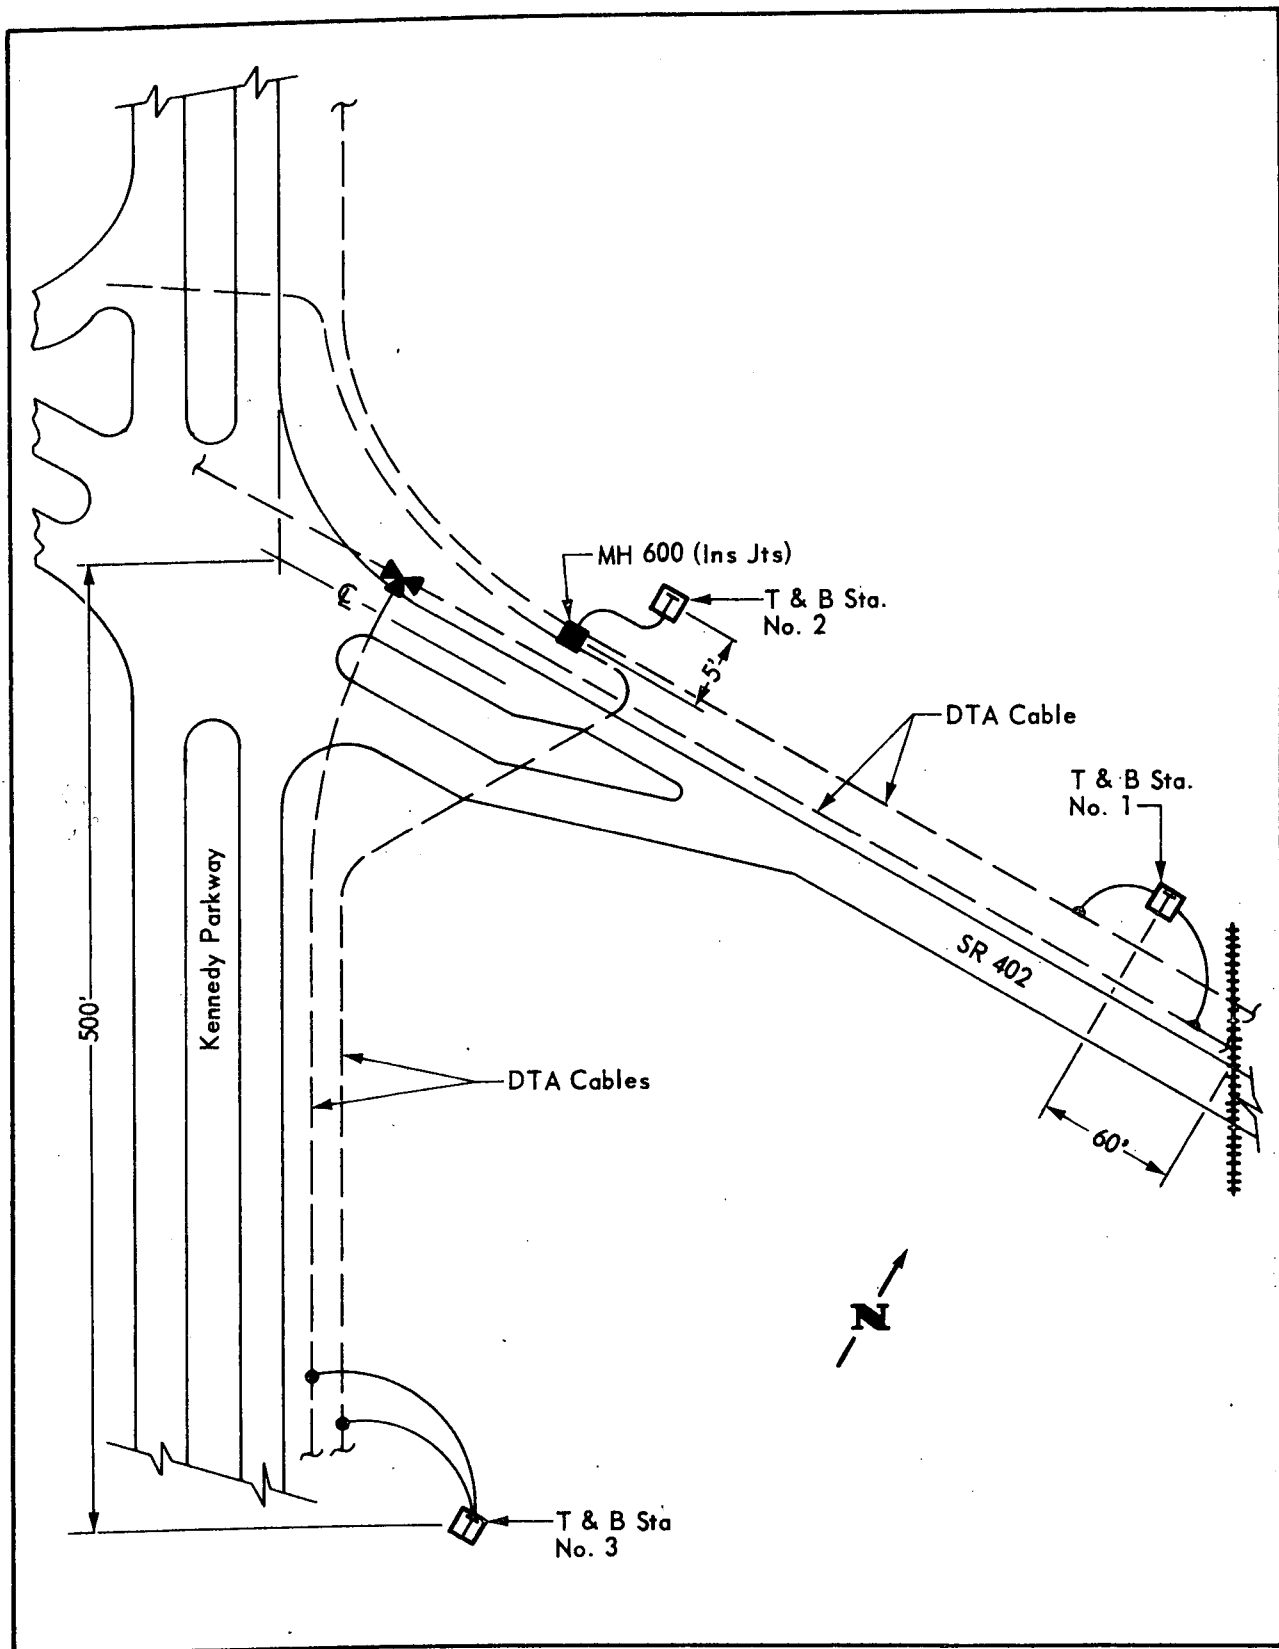 MH 600 (Ins Jts)
T & B Sta.
No. 2
℄
5'
DTA Cable
T & B Sta.
No. 1
Kennedy Parkway
SR 402
500'
DTA Cables
60'
N
T & B Sta
No. 3
T
T
T